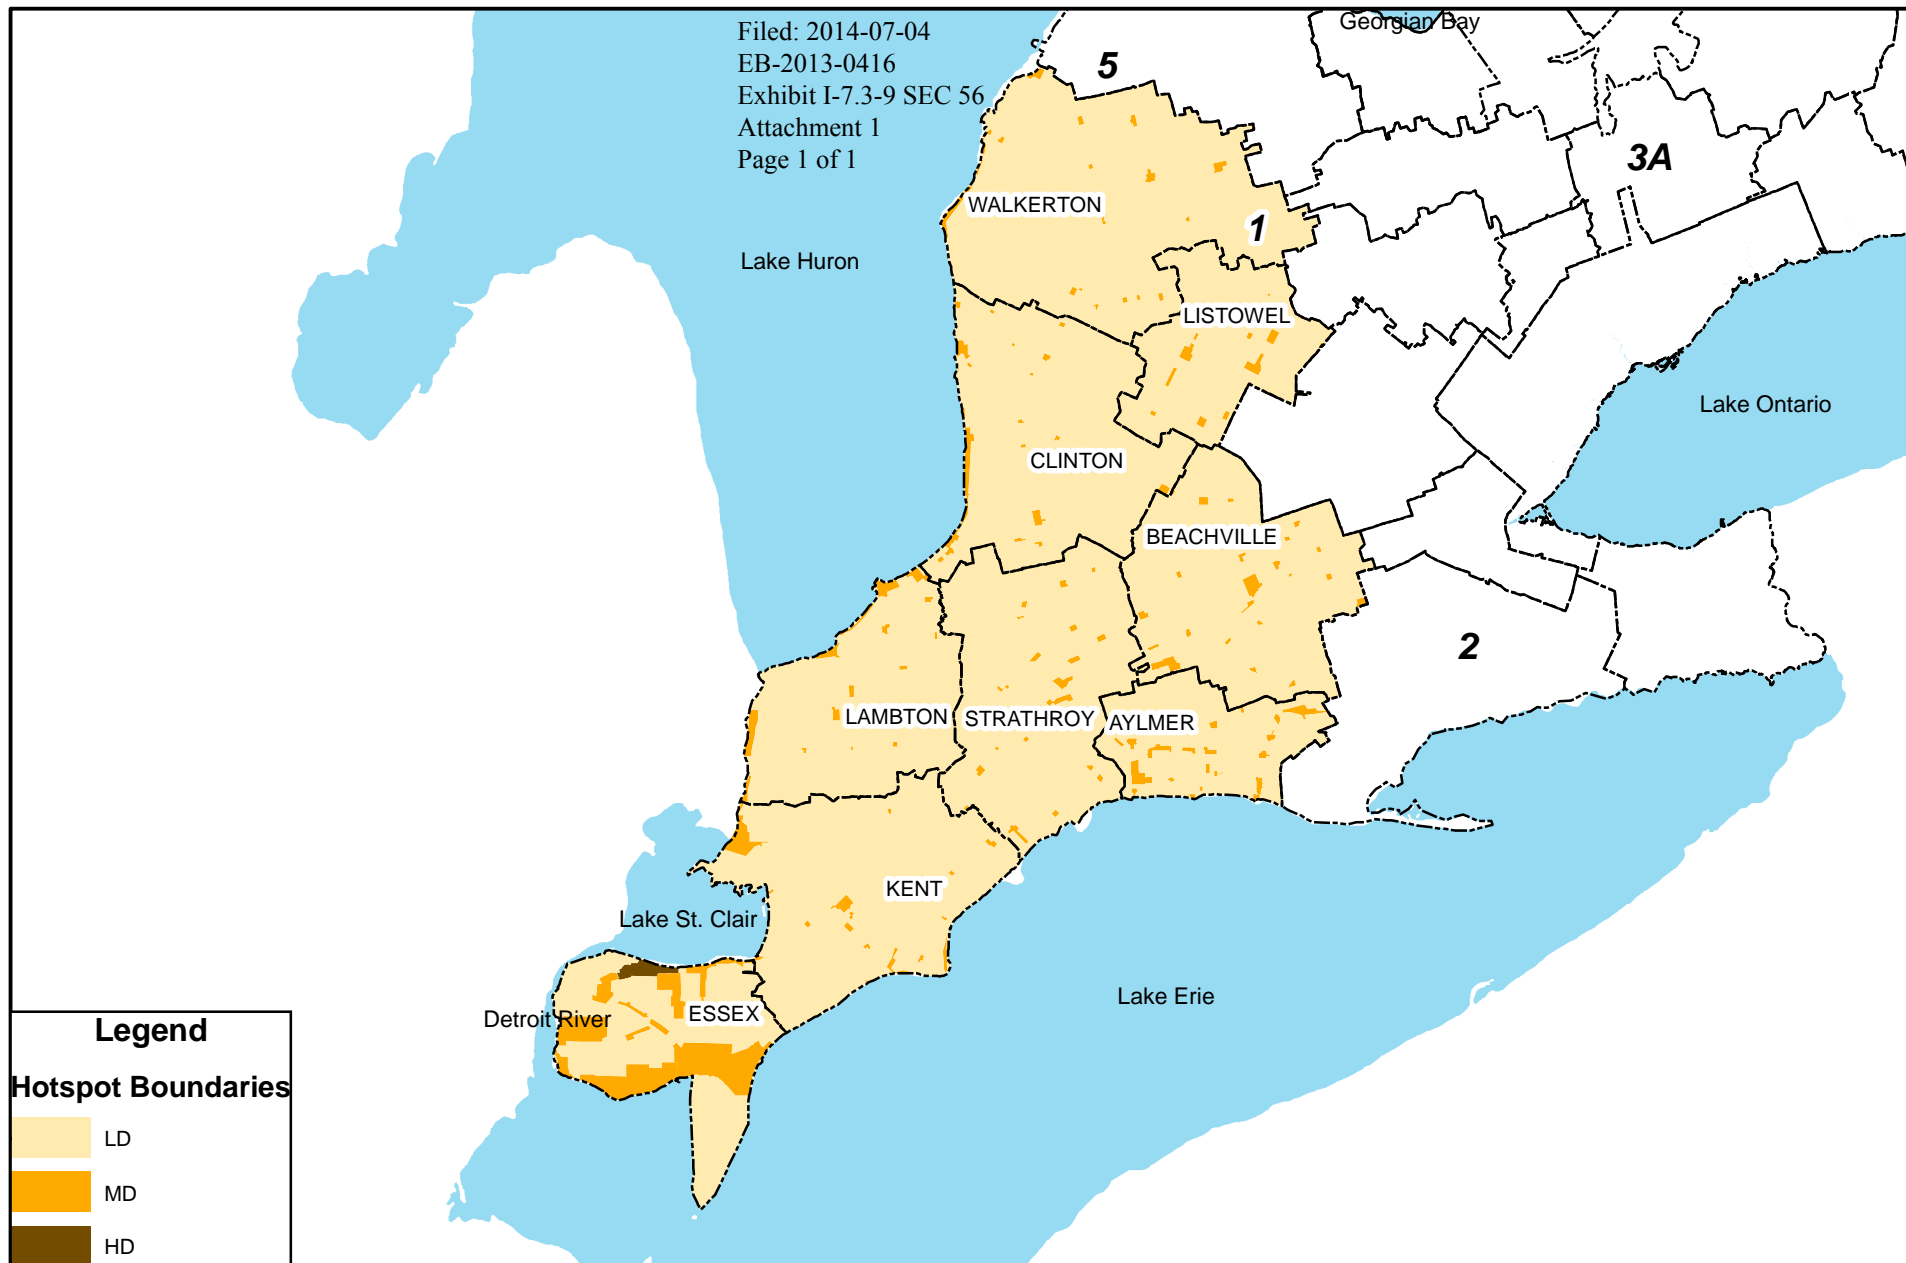 Filed: 2014-07-04
EB-2013-0416
Exhibit I-7.3-9 SEC 56
Attachment 1
Page 1 of 1
Georgian Bay
5
3A
WALKERTON
1
Lake Huron
LISTOWEL
Lake Ontario
CLINTON
BEACHVILLE
2
LAMBTON
STRATHROY
AYLMER
KENT
Lake St. Clair
Lake Erie
ESSEX
Detroit River
Legend
Hotspot Boundaries
LD
MD
HD